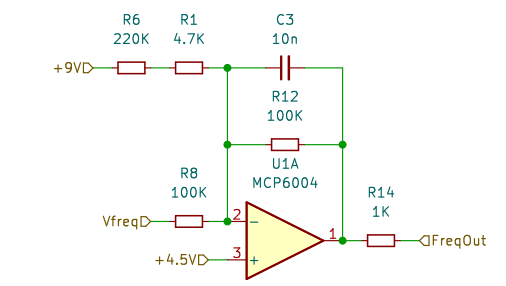 R6 R1 C3
220K 4.7K 10n
+9V
R12
100K
R8 U1A
100K MCP6004 R14
1K
Vfreq 2 −
1 FreqOut
+4.5V 3 +